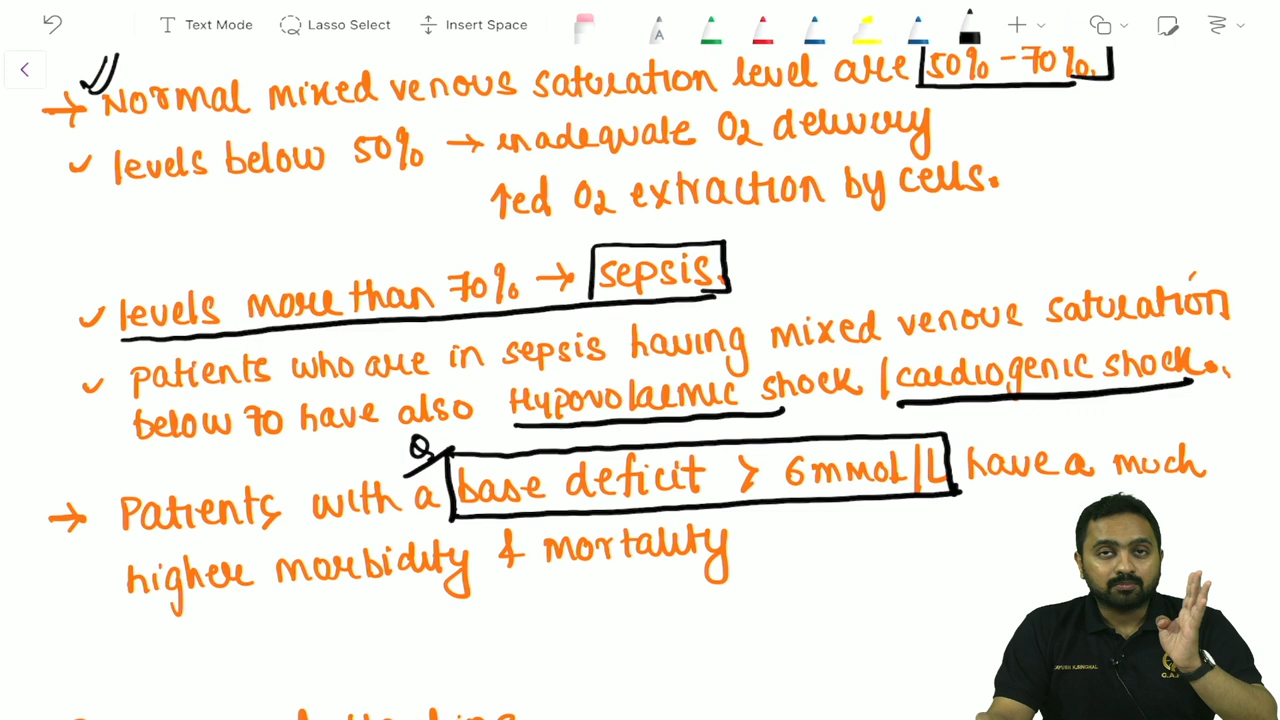 Text Mode Lasso Select Insert Space
→ Normal mixed venous saturation level are 50% - 70%.
✓ levels below 50% → inadequate O2 delivery
↑ed O2 extraction by cells.
✓ levels more than 70% → sepsis.
✓ patients who are in sepsis having mixed venous saturation
below 70 have also Hypovolaemic shock / cardiogenic shock.
Q
→ Patients with a base deficit > 6mmol/L have a much
higher morbidity & mortality